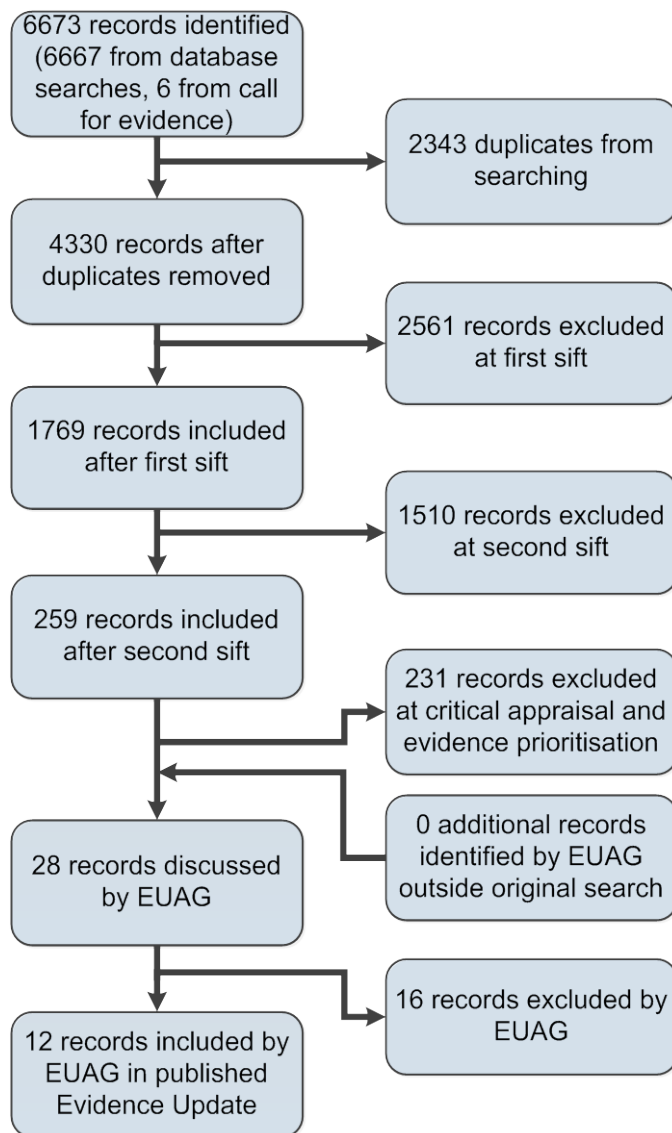 6673 records identified
(6667 from database
searches, 6 from call
for evidence)
2343 duplicates from
searching
4330 records after
duplicates removed
2561 records excluded
at first sift
1769 records included
after first sift
1510 records excluded
at second sift
259 records included
after second sift
231 records excluded
at critical appraisal and
evidence prioritisation
0 additional records
identified by EUAG
outside original search
28 records discussed
by EUAG
16 records excluded by
EUAG
12 records included by
EUAG in published
Evidence Update